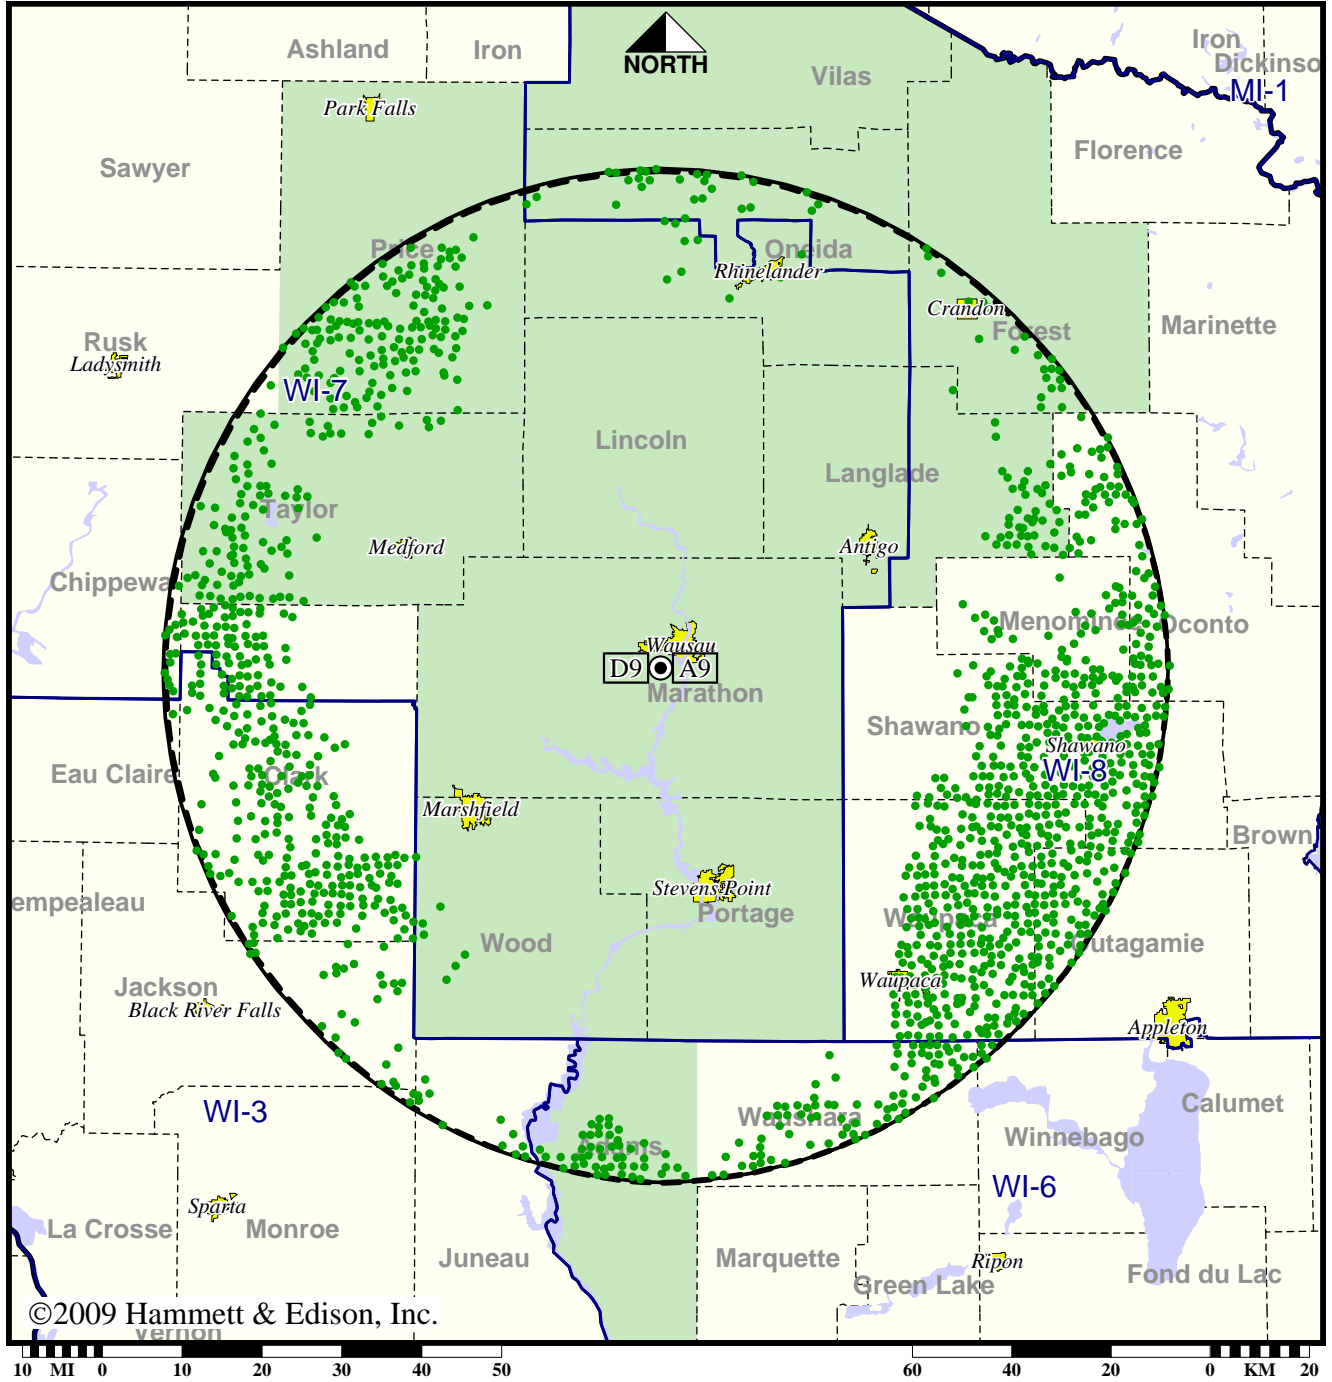 Ashland
Iron
NORTH
Vilas
Iron
Dickinso
MI-1
Park Falls
Sawyer
Florence
Price
Oneida
Rhinelander
Crandon
Forest
Marinette
Rusk
Ladysmith
WI-7
Lincoln
Langlade
Taylor
Medford
Antigo
Chippewa
Menominee
Oconto
Wausau
D9
A9
Marathon
Shawano
Shawano
WI-8
Eau Claire
Clark
Marshfield
Brown
Stevens Point
Portage
empealeau
Waupaca
Wood
Outagamie
Waupaca
Jackson
Black River Falls
Appleton
WI-3
Waushara
Calumet
Winnebago
Adams
WI-6
Sparta
La Crosse
Monroe
Juneau
Marquette
Ripon
Green Lake
Fond du Lac
©2009 Hammett & Edison, Inc.
Vernon
10 MI 0 10 20 30 40 50
60 40 20 0 KM 20